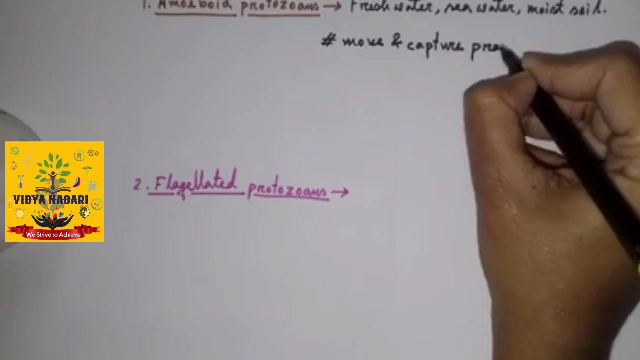 1. Amoeboid protozoans → Fresh water, sea water, moist soil.
# move & capture
2. Flagellated protozoans →
VIDYA NAGARI
We Strive to Achieve